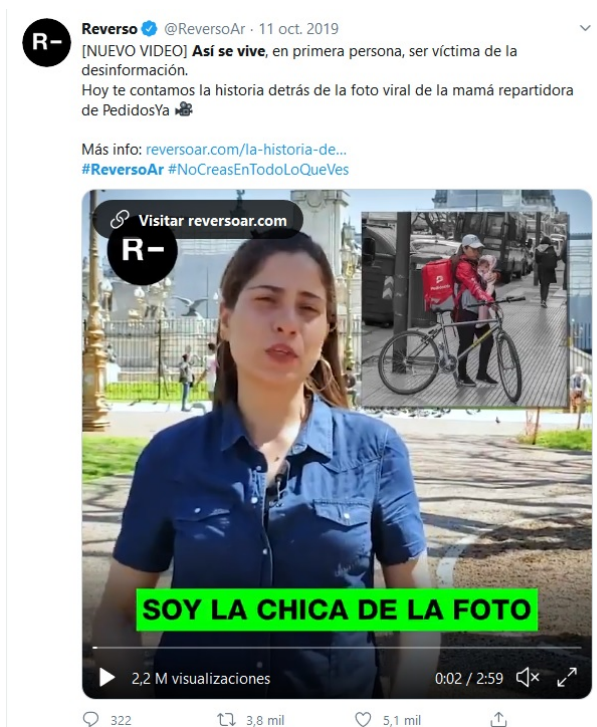 Reverso @ReversoAr · 11 oct. 2019
[NUEVO VIDEO] Así se vive, en primera persona, ser víctima de la
desinformación.
Hoy te contamos la historia detrás de la foto viral de la mamá repartidora
de PedidosYa 🎥
Más info: reversoar.com/la-historia-de...
#ReversoAr #NoCreasEnTodoLoQueVes
R-
Visitar reversoar.com
R-
SOY LA CHICA DE LA FOTO
2,2 M visualizaciones
0:02 / 2:59
322
3,8 mil
5,1 mil